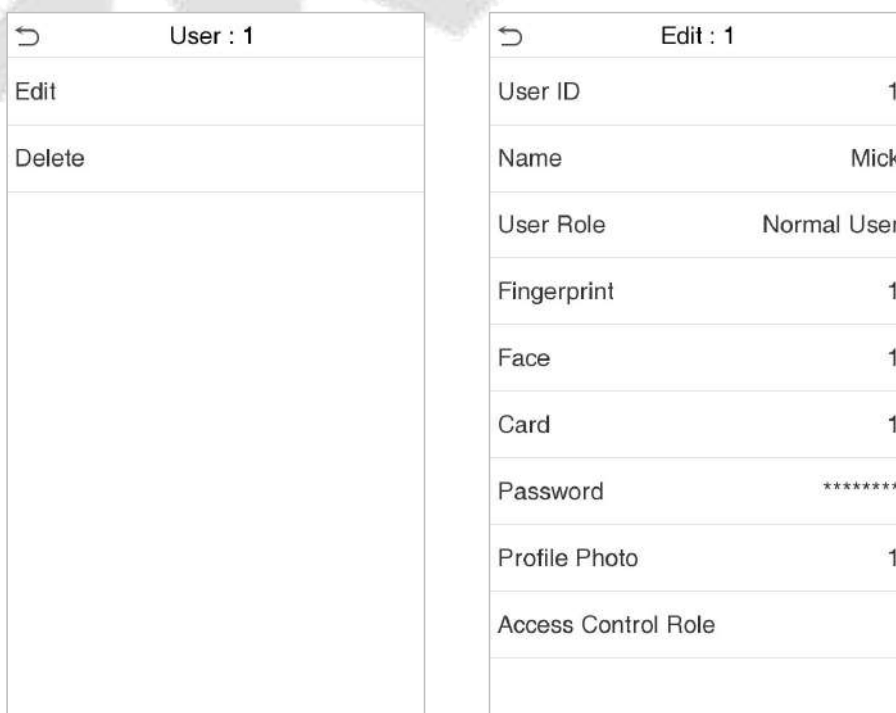 User : 1
Edit
Delete
Edit : 1
User ID 1
Name Mick
User Role Normal User
Fingerprint 1
Face 1
Card 1
Password ********
Profile Photo 1
Access Control Role